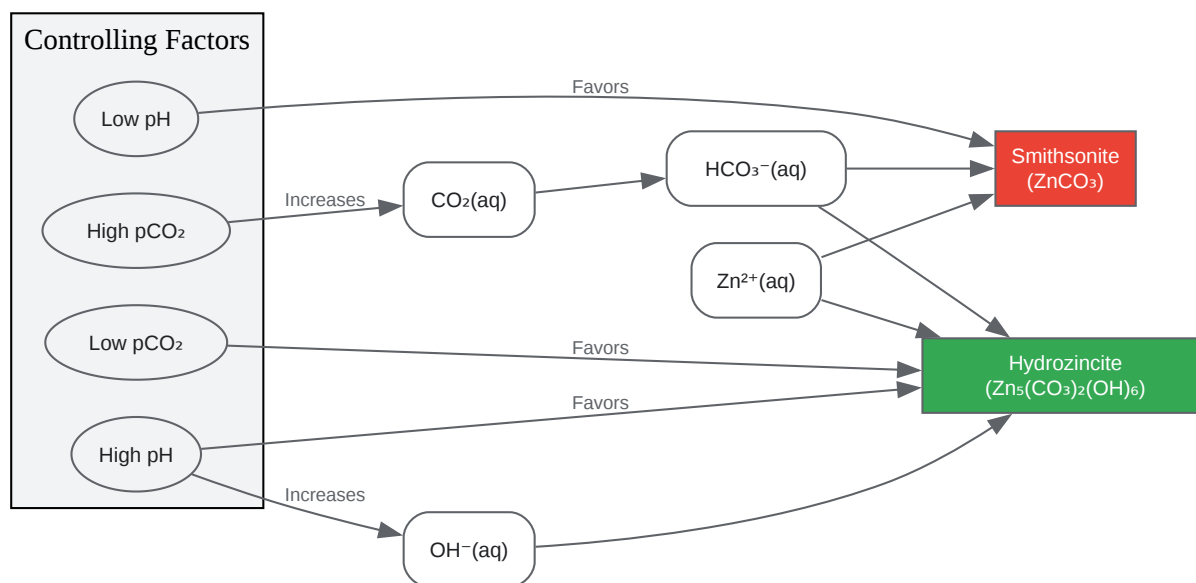 Controlling Factors
Low pH
Favors
Smithsonite
(ZnCO₃)
HCO₃⁻(aq)
High pCO₂
Increases
CO₂(aq)
Zn²⁺(aq)
Low pCO₂
Favors
Hydrozincite
(Zn₅(CO₃)₂(OH)₆)
Favors
High pH
Increases
OH⁻(aq)